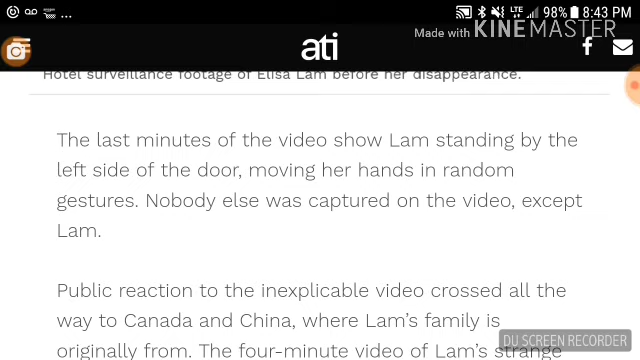 LTE 98% 8:43 PM
Made with KINEMASTER
ati
Hotel surveillance footage of Elisa Lam before her disappearance.
The last minutes of the video show Lam standing by the
left side of the door, moving her hands in random
gestures. Nobody else was captured on the video, except
Lam.
Public reaction to the inexplicable video crossed all the
way to Canada and China, where Lam's family is
originally from. The four-minute video of Lam's strange
DU SCREEN RECORDER